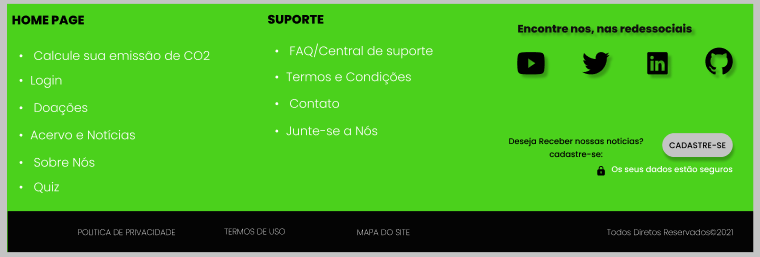 HOME PAGE
• Calcule sua emissão de CO2
• Login
• Doações
• Acervo e Notícias
• Sobre Nós
• Quiz
SUPORTE
• FAQ/Central de suporte
• Termos e Condições
• Contato
• Junte-se a Nós
Encontre nos, nas redessociais
in
Deseja Receber nossas noticias?
cadastre-se:
CADASTRE-SE
Os seus dados estão seguros
POLITICA DE PRIVACIDADE
TERMOS DE USO
MAPA DO SITE
Todos Diretos Reservados©2021